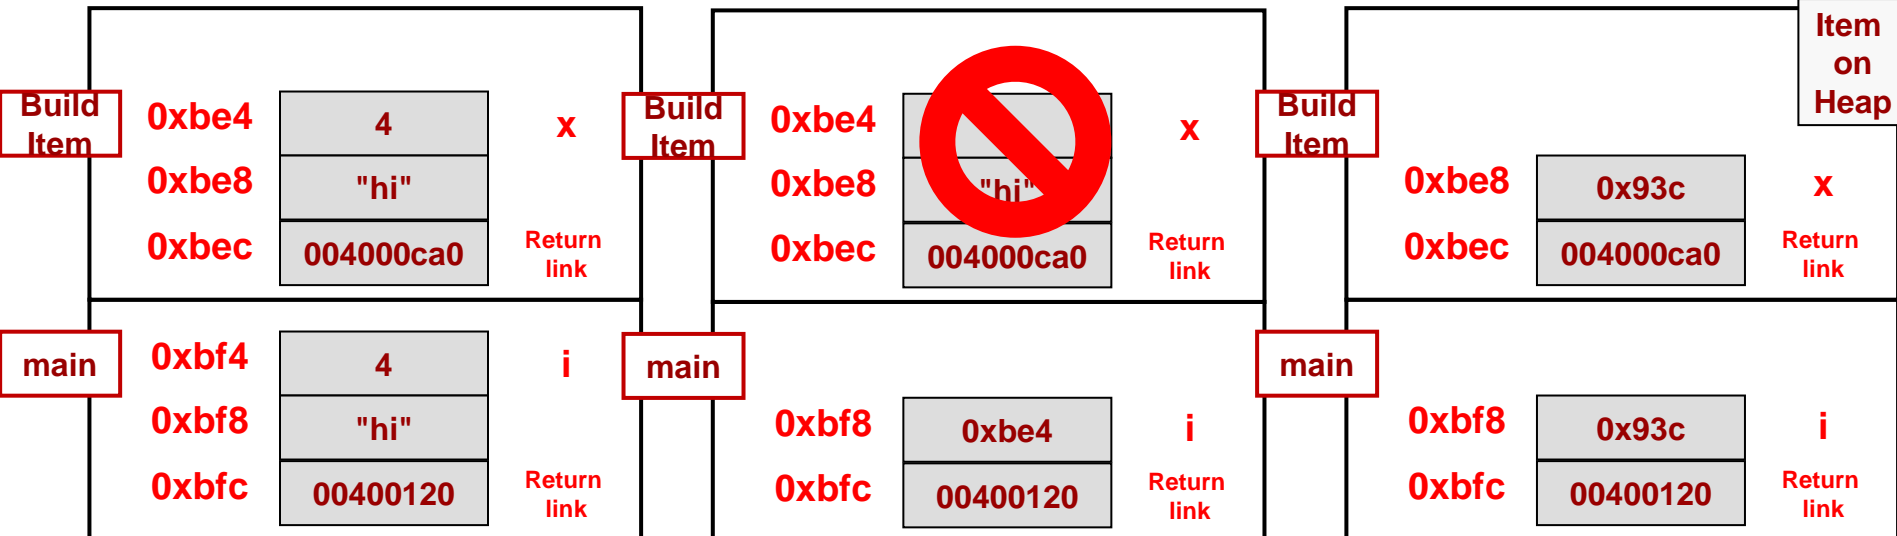 Item
on
Heap
Build
Item
0xbe4
4
x
0xbe8
"hi"
0xbec
004000ca0
Return
link
main
0xbf4
4
i
0xbf8
"hi"
0xbfc
00400120
Return
link
Build
Item
0xbe4
x
0xbe8
"hi"
0xbec
004000ca0
Return
link
main
0xbf8
0xbe4
i
0xbfc
00400120
Return
link
Build
Item
0xbe8
0x93c
x
0xbec
004000ca0
Return
link
main
0xbf8
0x93c
i
0xbfc
00400120
Return
link